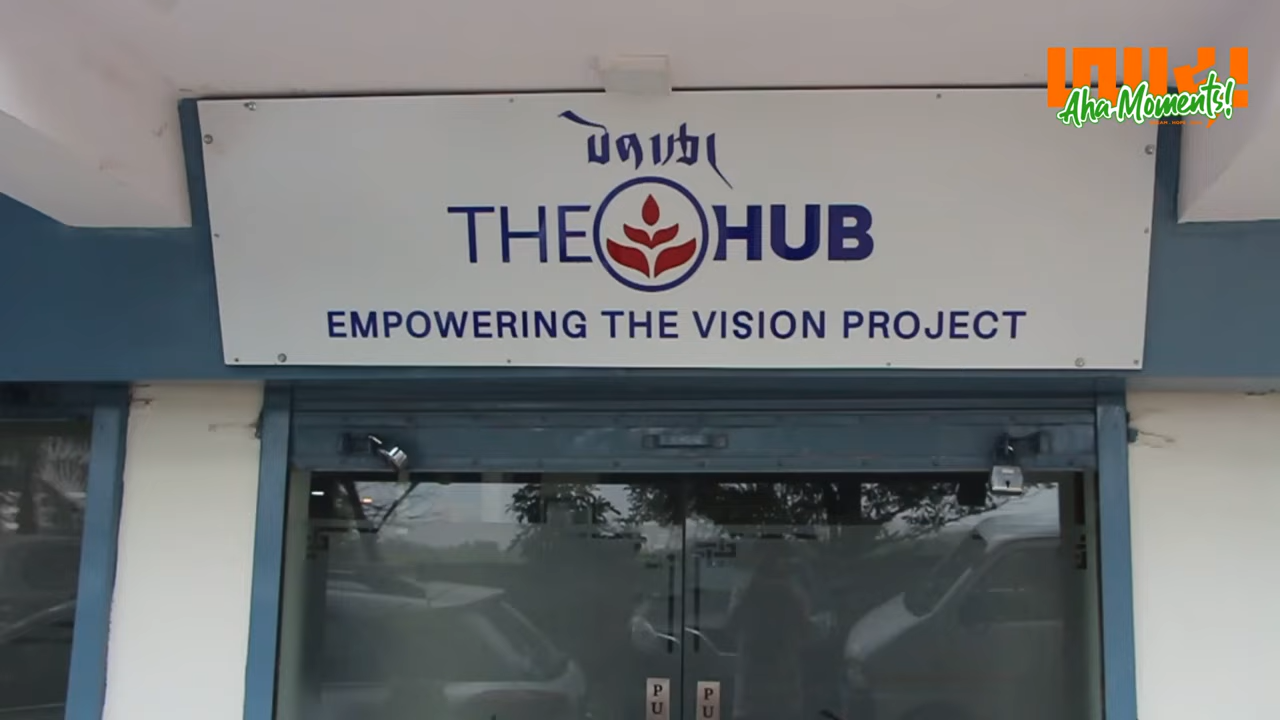 Aha Moments!
THE HUB
EMPOWERING THE VISION PROJECT
P P
U U